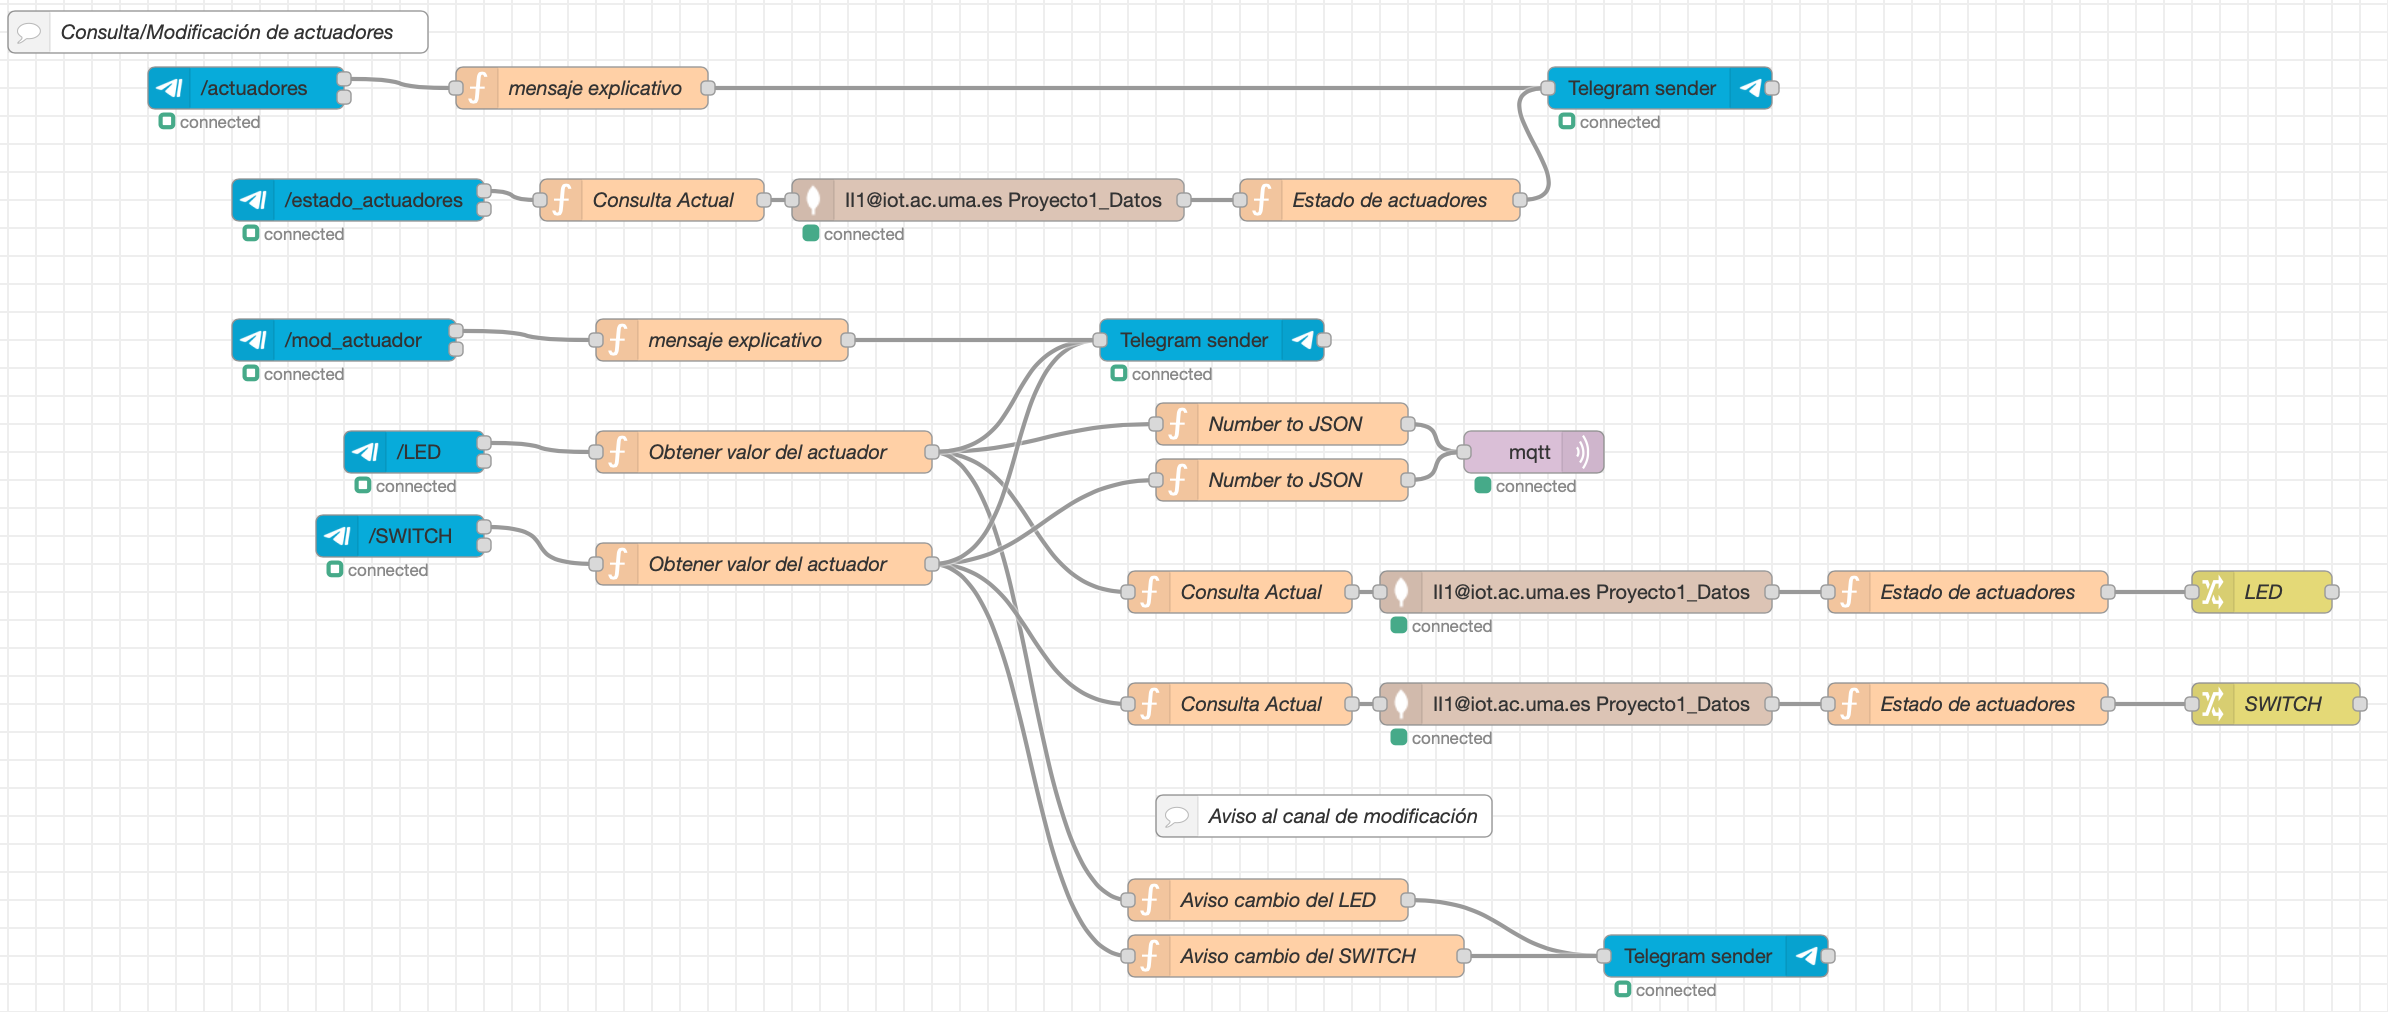 Consulta/Modificación de actuadores
/actuadores
mensaje explicativo
Telegram sender
connected
connected
/estado_actuadores
Consulta Actual
II1@iot.ac.uma.es Proyecto1_Datos
Estado de actuadores
connected
connected
/mod_actuador
mensaje explicativo
Telegram sender
connected
connected
Number to JSON
/LED
Obtener valor del actuador
mqtt
Number to JSON
connected
connected
/SWITCH
Obtener valor del actuador
connected
Consulta Actual
II1@iot.ac.uma.es Proyecto1_Datos
Estado de actuadores
LED
connected
Consulta Actual
II1@iot.ac.uma.es Proyecto1_Datos
Estado de actuadores
SWITCH
connected
Aviso al canal de modificación
Aviso cambio del LED
Aviso cambio del SWITCH
Telegram sender
connected